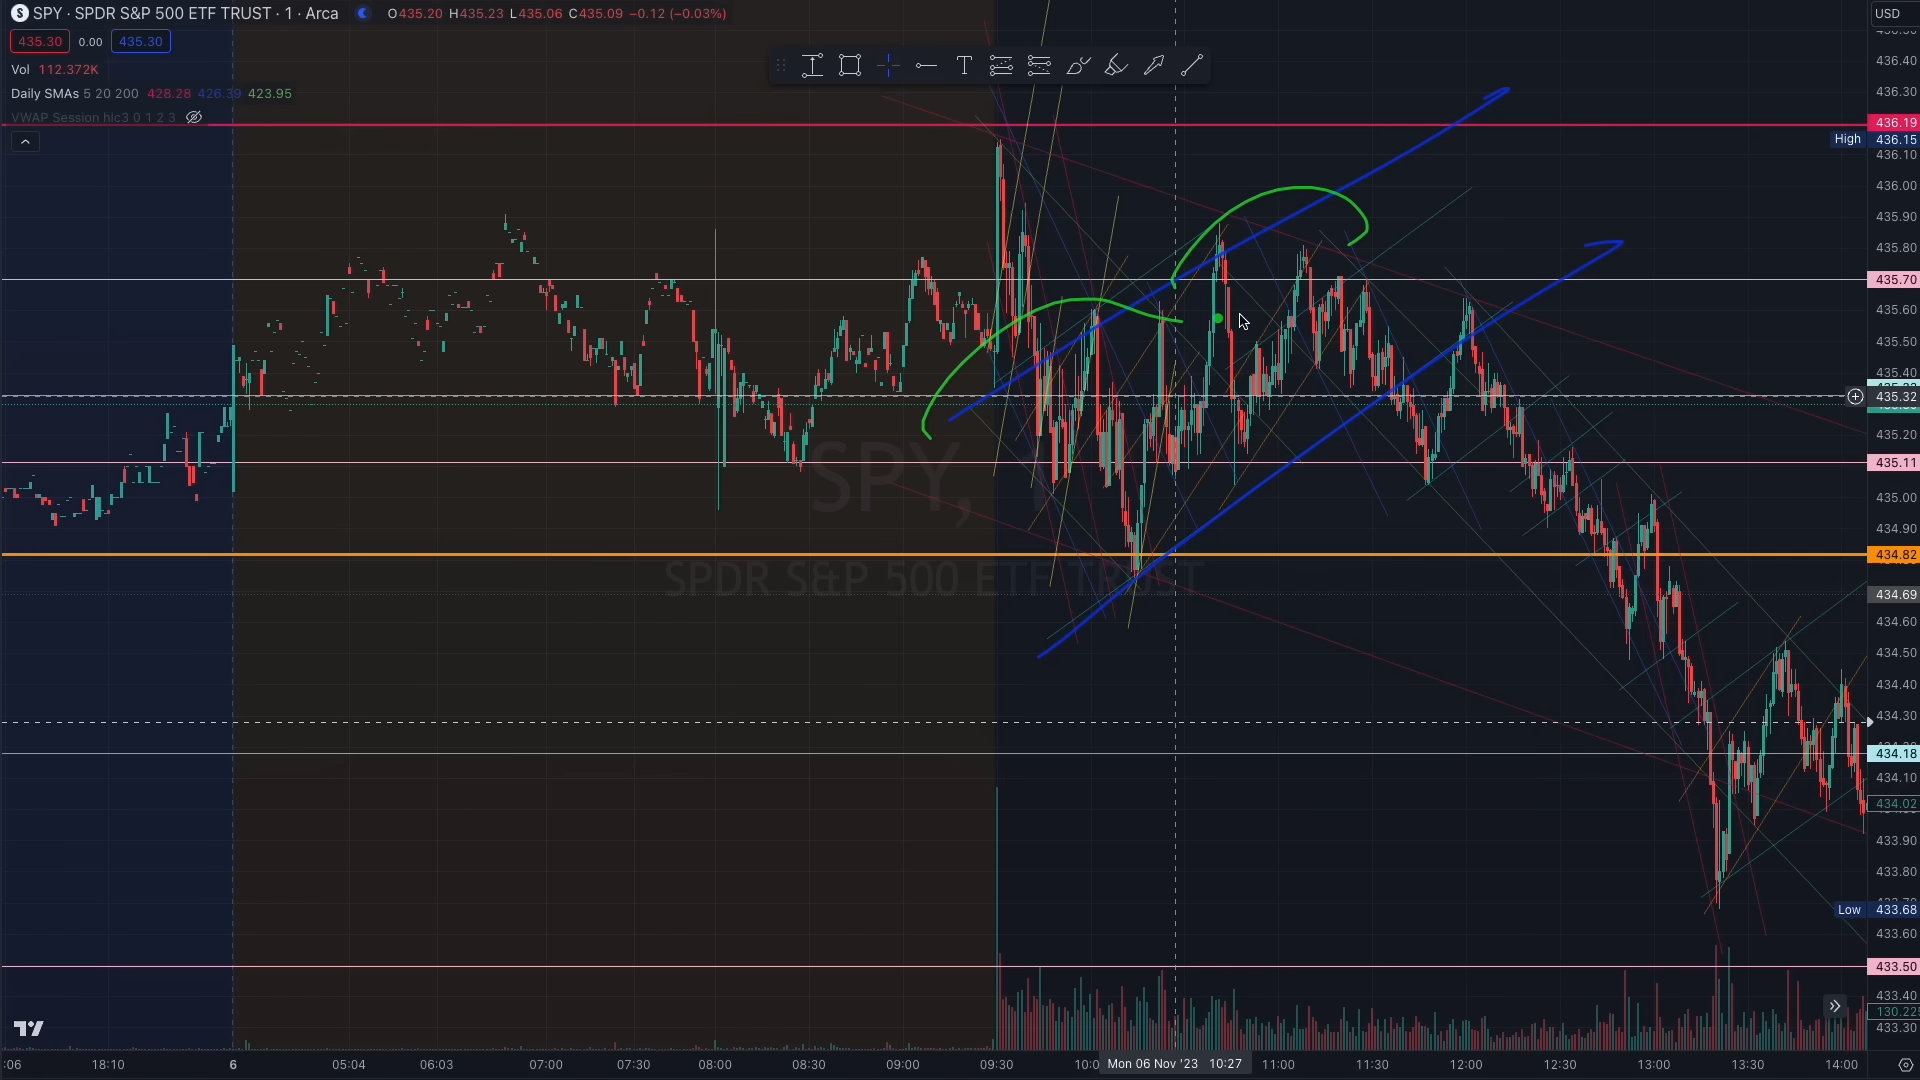 SPY · SPDR S&P 500 ETF TRUST · 1 · Arca O435.20 H435.23 L435.06 C435.09 −0.12 (−0.03%)
USD
435.30 0.00 435.30
Vol 112.372K
Daily SMAs 5 20 200 428.28 426.39 423.95
VWAP Session hlc3 0 1 2 3
T
436.40
436.30
436.19
High 436.15
436.10
436.00
435.90
435.80
435.70
435.60
435.50
435.40
435.32
435.20
435.11
435.00
434.90
434.82
434.69
434.60
434.50
434.40
434.30
434.18
434.10
434.02
433.90
433.80
Low 433.68
433.60
433.50
433.40
433.30
SPY, 1
SPDR S&P 500 ETF TRUST
:06 18:10 6 05:04 06:03 07:00 07:30 08:00 08:30 09:00 09:30 Mon 06 Nov '23 10:27 11:00 11:30 12:00 12:30 13:00 13:30 14:00